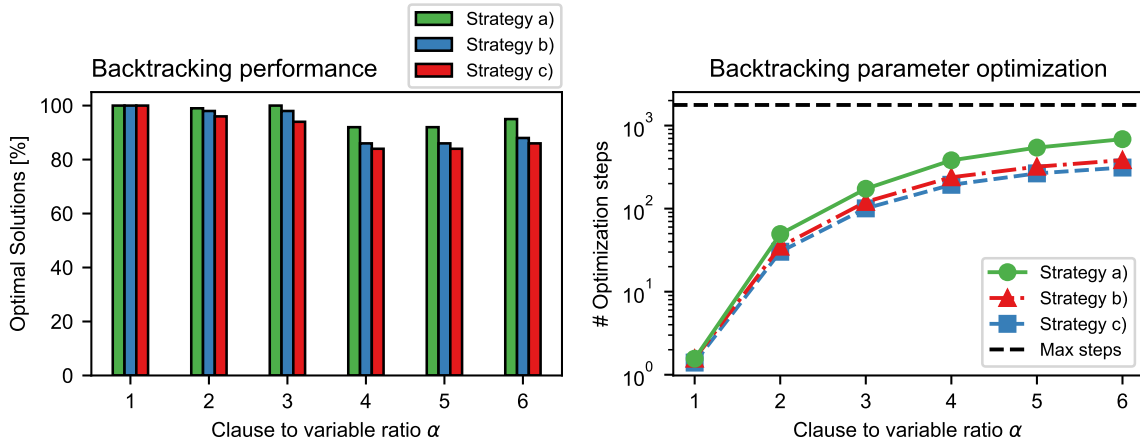 Strategy a)
Strategy b)
Strategy c)
Backtracking performance
Optimal Solutions [%]
100
80
60
40
20
0
1 2 3 4 5 6
Clause to variable ratio α
Backtracking parameter optimization
# Optimization steps
10³
10²
10¹
10⁰
Strategy a)
Strategy b)
Strategy c)
Max steps
1 2 3 4 5 6
Clause to variable ratio α